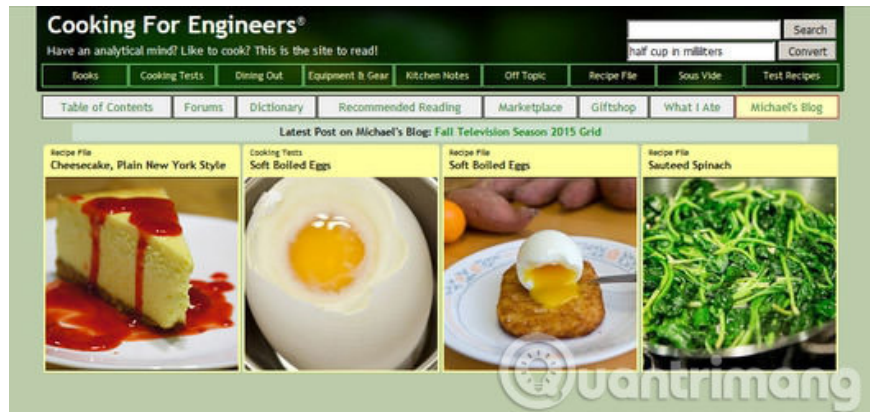 Cooking For Engineers®
Have an analytical mind? Like to cook? This is the site to read!
Search
half cup in milliliters
Convert
Books
Cooking Tests
Dining Out
Equipment & Gear
Kitchen Notes
Off Topic
Recipe File
Sous Vide
Test Recipes
Table of Contents
Forums
Dictionary
Recommended Reading
Marketplace
Giftshop
What I Ate
Michael's Blog
Latest Post on Michael's Blog: Fall Television Season 2015 Grid
Recipe File
Cheesecake, Plain New York Style
Cooking Tests
Soft Boiled Eggs
Recipe File
Soft Boiled Eggs
Recipe File
Sauteed Spinach
Quantrimang